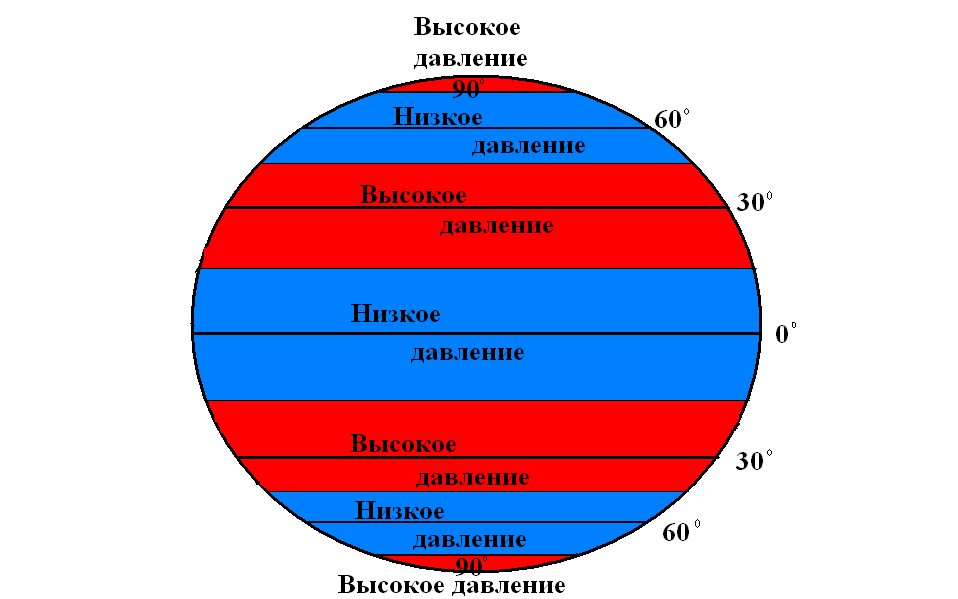 Высокое
давление
90°
Низкое
60°
давление
Высокое
30°
давление
Низкое
0°
давление
Высокое
30°
давление
Низкое
60°
давление
90°
Высокое давление